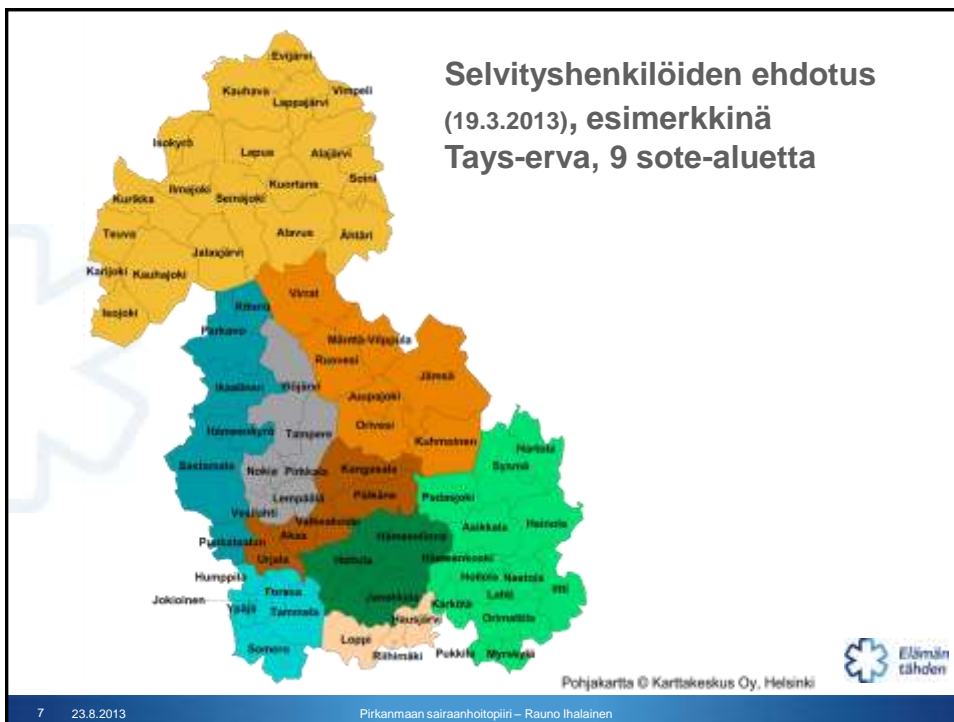 Selvityshenkilöiden ehdotus
(19.3.2013), esimerkkinä
Tays-erva, 9 sote-aluetta
Evijärvi
Kauhava
Vimpeli
Lappajärvi
Isokyrö
Lapua
Alajärvi
Soini
Ilmajoki
Kuortane
Kurikka
Seinäjoki
Teuva
Alavus
Ähtäri
Jalasjärvi
Karijoki
Kauhajoki
Isojoki
Virrat
Kihniö
Parkano
Mänttä-Vilppula
Ruovesi
Jämsä
Ikaalinen
Ylöjärvi
Juupajoki
Orivesi
Hämeenkyrö
Tampere
Kuhmoinen
Hartola
Sysmä
Sastamala
Nokia
Pirkkala
Kangasala
Lempäälä
Pälkäne
Padasjoki
Vesilahti
Valkeakoski
Asikkala
Heinola
Akaa
Hämeenlinna
Punkalaidun
Urjala
Hattula
Hämeenkoski
Humppila
Hollola
Nastola
Iitti
Forssa
Lahti
Jokioinen
Ypäjä
Tammela
Janakkala
Kärkölä
Hausjärvi
Orimattila
Somero
Loppi
Riihimäki
Pukkila
Myrskylä
Elämän
tähden
Pohjakartta © Karttakeskus Oy, Helsinki
7 23.8.2013 Pirkanmaan sairaanhoitopiiri – Rauno Ihalainen